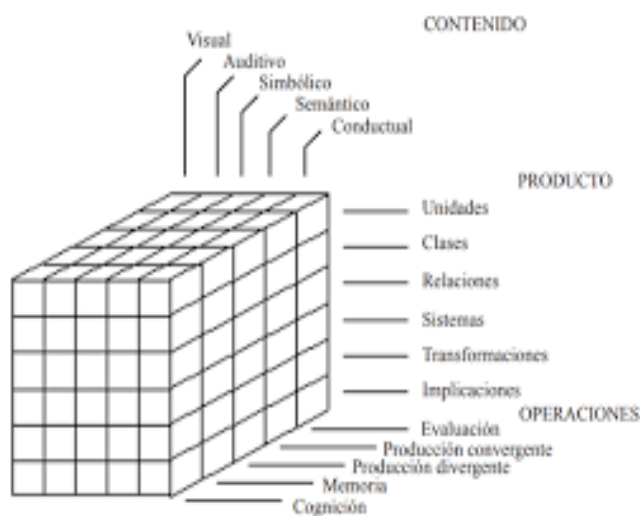 CONTENIDO
Visual
Auditivo
Simbólico
Semántico
Conductual
PRODUCTO
Unidades
Clases
Relaciones
Sistemas
Transformaciones
Implicaciones
OPERACIONES
Evaluación
Producción convergente
Producción divergente
Memoria
Cognición